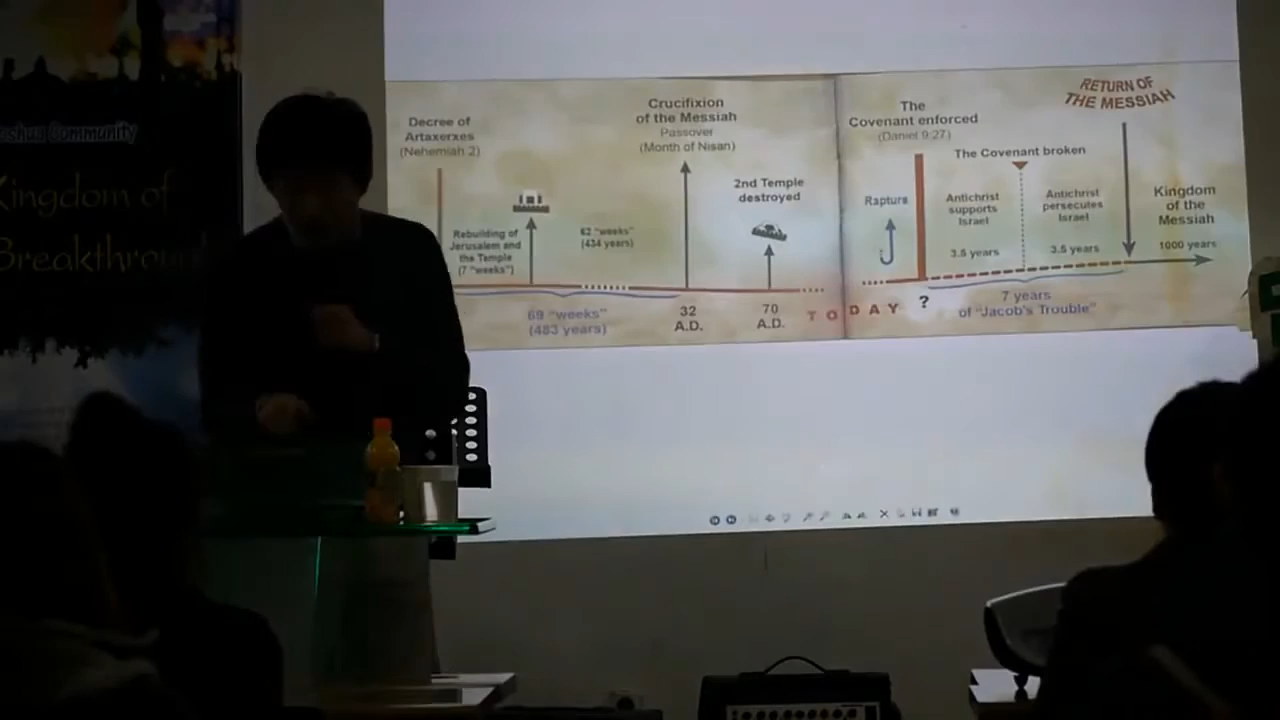 oshua Community
Kingdom of
Breakthrou
Decree of
Artaxerxes
(Nehemiah 2)
Rebuilding of
Jerusalem and
the Temple
(7 "weeks")
62 "weeks"
(434 years)
69 "weeks"
(483 years)
Crucifixion
of the Messiah
Passover
(Month of Nisan)
32
A.D.
2nd Temple
destroyed
70
A.D.
TODAY
Rapture
The
Covenant enforced
(Daniel 9:27)
?
The Covenant broken
Antichrist
supports
Israel
3.5 years
Antichrist
persecutes
Israel
3.5 years
7 years
of "Jacob's Trouble"
RETURN OF
THE MESSIAH
Kingdom
of the
Messiah
1000 years